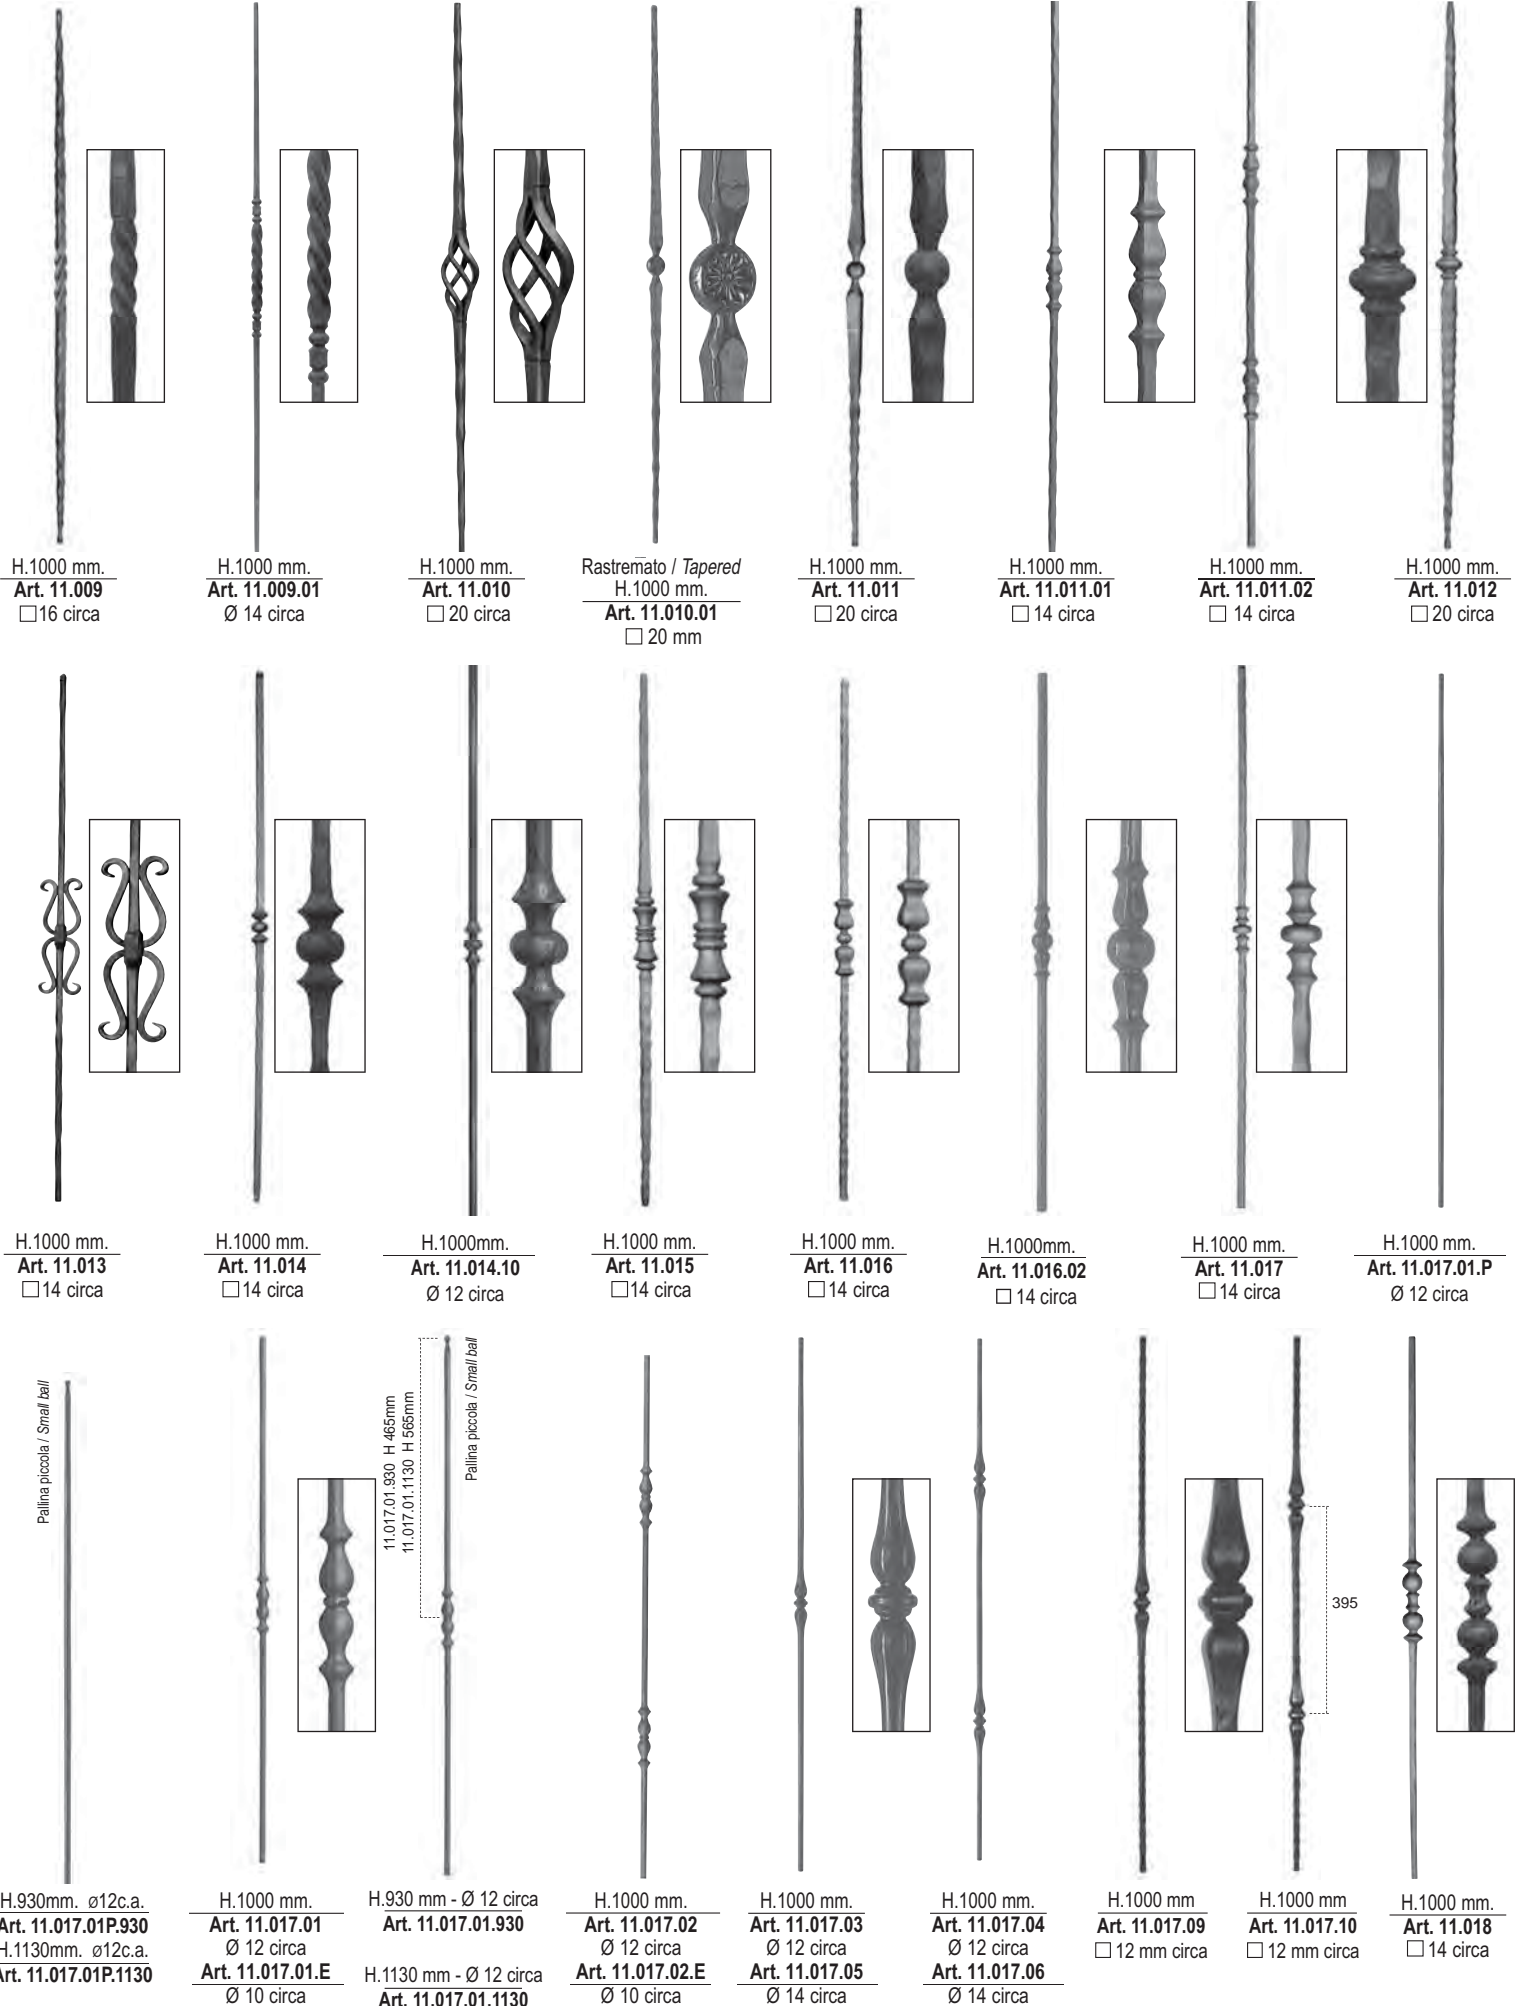 H.1000 mm.
Art. 11.009
□16 circa
H.1000 mm.
Art. 11.009.01
Ø 14 circa
H.1000 mm.
Art. 11.010
□ 20 circa
Rastremato / Tapered
H.1000 mm.
Art. 11.010.01
□ 20 mm
H.1000 mm.
Art. 11.011
□ 20 circa
H.1000 mm.
Art. 11.011.01
□ 14 circa
H.1000 mm.
Art. 11.011.02
□ 14 circa
H.1000 mm.
Art. 11.012
□ 20 circa
H.1000 mm.
Art. 11.013
□ 14 circa
H.1000 mm.
Art. 11.014
□ 14 circa
H.1000mm.
Art. 11.014.10
Ø 12 circa
H.1000 mm.
Art. 11.015
□ 14 circa
H.1000 mm.
Art. 11.016
□ 14 circa
H.1000mm.
Art. 11.016.02
□ 14 circa
H.1000 mm.
Art. 11.017
□ 14 circa
H.1000 mm.
Art. 11.017.01.P
Ø 12 circa
Pallina piccola / Small ball
11.017.01.930 H 465mm
11.017.01.1130 H 565mm
Pallina piccola / Small ball
395
H.930mm. ø12c.a.
Art. 11.017.01P.930
H.1130mm. ø12c.a.
Art. 11.017.01P.1130
H.1000 mm.
Art. 11.017.01
Ø 12 circa
Art. 11.017.01.E
Ø 10 circa
H.930 mm - Ø 12 circa
Art. 11.017.01.930
H.1130 mm - Ø 12 circa
Art. 11.017.01.1130
H.1000 mm.
Art. 11.017.02
Ø 12 circa
Art. 11.017.02.E
Ø 10 circa
H.1000 mm.
Art. 11.017.03
Ø 12 circa
Art. 11.017.05
Ø 14 circa
H.1000 mm.
Art. 11.017.04
Ø 12 circa
Art. 11.017.06
Ø 14 circa
H.1000 mm
Art. 11.017.09
□ 12 mm circa
H.1000 mm
Art. 11.017.10
□ 12 mm circa
H.1000 mm.
Art. 11.018
□ 14 circa